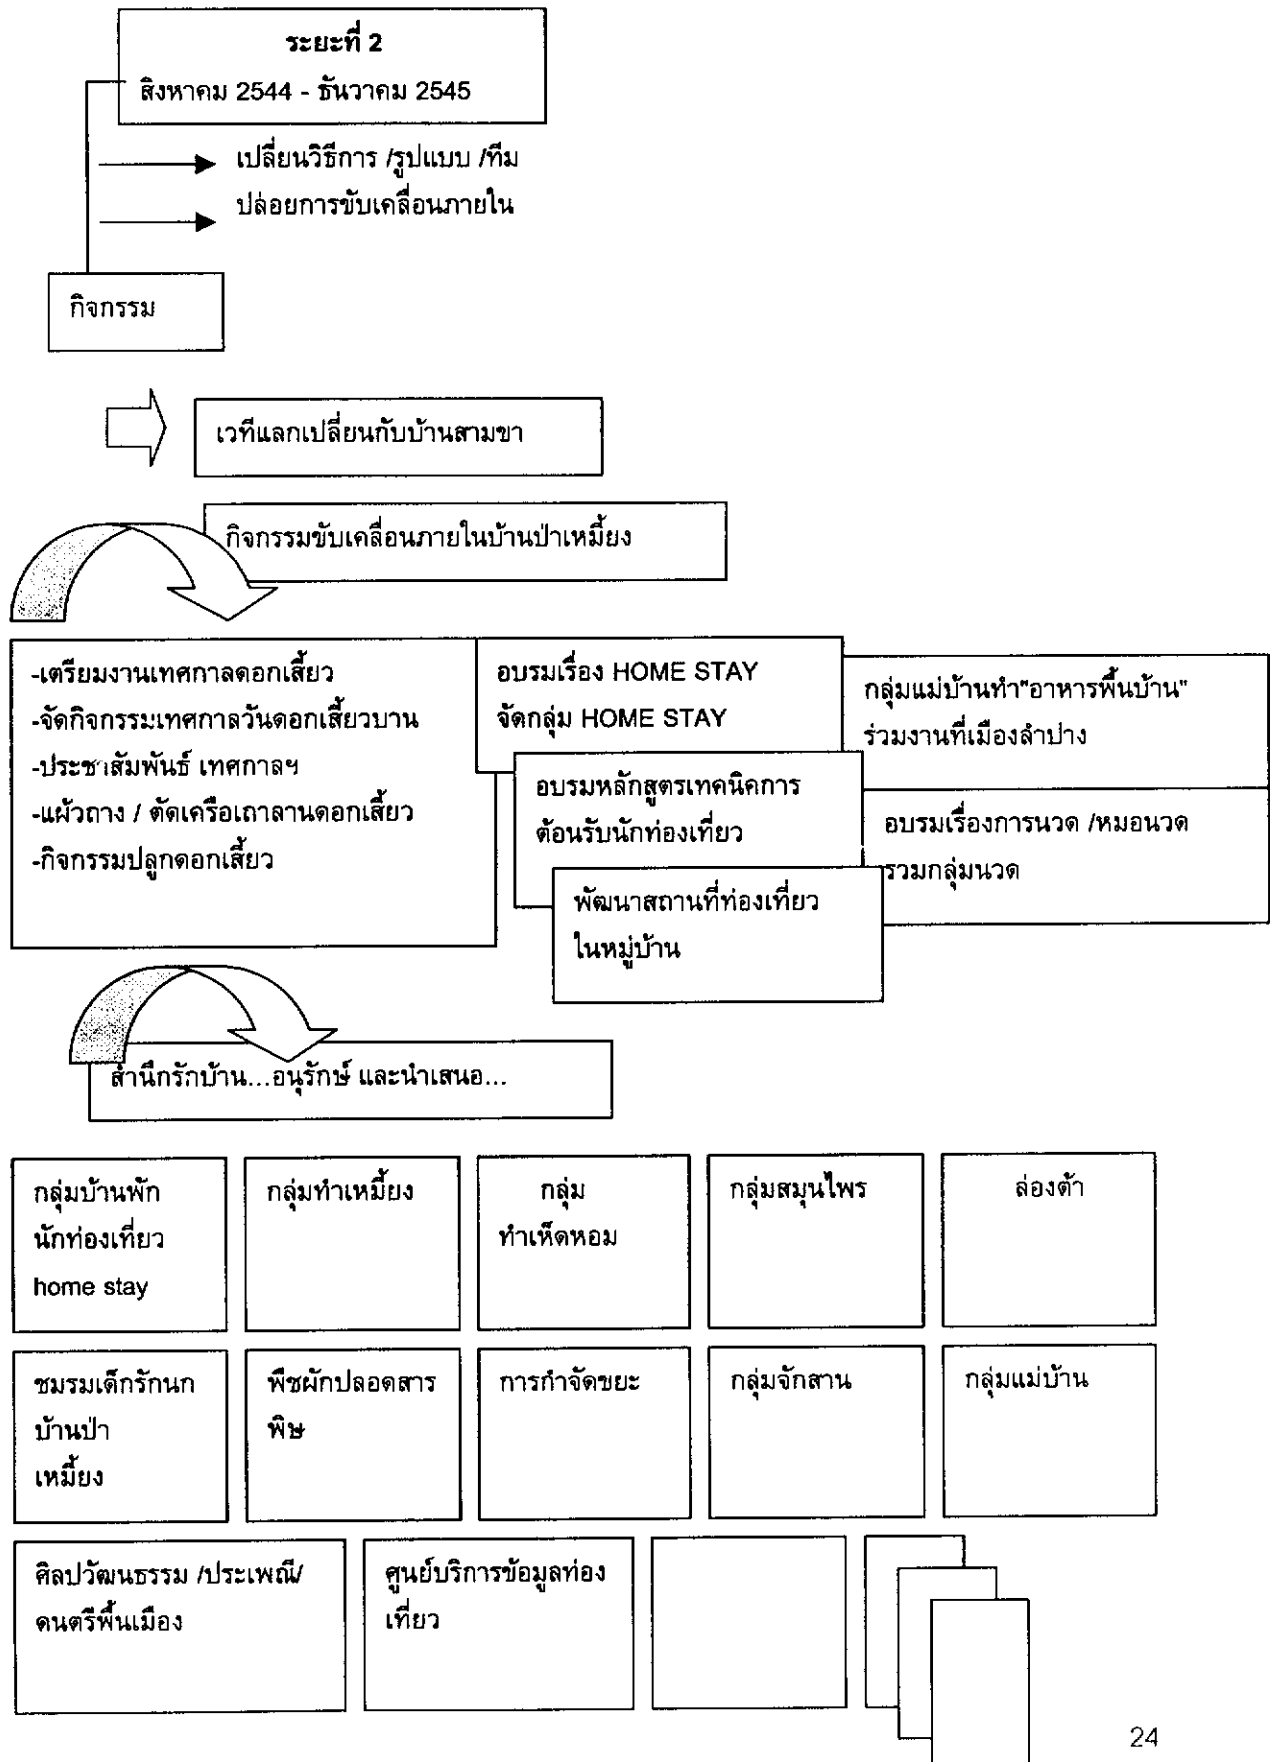 ระยะที่ 2
สิงหาคม 2544 - ธันวาคม 2545
เปลี่ยนวิธีการ /รูปแบบ /ทีม
ปล่อยการขับเคลื่อนภายใน
กิจกรรม
เวทีแลกเปลี่ยนกับบ้านสามขา
กิจกรรมขับเคลื่อนภายในบ้านป่าเหมี้ยง
-เตรียมงานเทศกาลดอกเสี้ยว
-จัดกิจกรรมเทศกาลวันดอกเสี้ยวบาน
-ประชาสัมพันธ์ เทศกาลฯ
-แผ้วถาง / ตัดเครือเถาลานดอกเสี้ยว
-กิจกรรมปลูกดอกเสี้ยว
อบรมเรื่อง HOME STAY
จัดกลุ่ม HOME STAY
อบรมหลักสูตรเทคนิคการ
ต้อนรับนักท่องเที่ยว
พัฒนาสถานที่ท่องเที่ยว
ในหมู่บ้าน
กลุ่มแม่บ้านทำ"อาหารพื้นบ้าน"
ร่วมงานที่เมืองลำปาง
อบรมเรื่องการนวด /หมอนวด
รวมกลุ่มนวด
สำนึกรักบ้าน...อนุรักษ์ และนำเสนอ...
กลุ่มบ้านพัก
นักท่องเที่ยว
home stay
กลุ่มทำเหมี้ยง
กลุ่ม
ทำเห็ดหอม
กลุ่มสมุนไพร
ล่องต้า
ชมรมเด็กรักนก
บ้านป่า
เหมี้ยง
พืชผักปลอดสาร
พิษ
การกำจัดขยะ
กลุ่มจักสาน
กลุ่มแม่บ้าน
ศิลปวัฒนธรรม /ประเพณี/
ดนตรีพื้นเมือง
ศูนย์บริการข้อมูลท่อง
เที่ยว
24